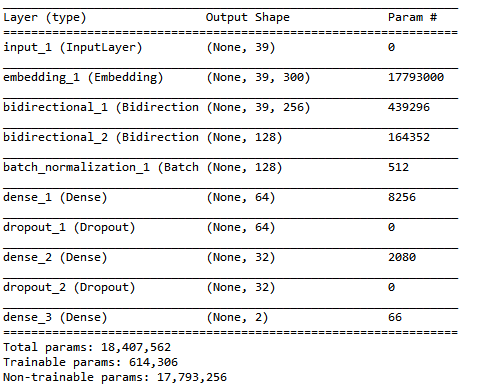 Layer (type) Output Shape Param #
input_1 (InputLayer) (None, 39) 0
embedding_1 (Embedding) (None, 39, 300) 17793000
bidirectional_1 (Bidirection (None, 39, 256) 439296
bidirectional_2 (Bidirection (None, 128) 164352
batch_normalization_1 (Batch (None, 128) 512
dense_1 (Dense) (None, 64) 8256
dropout_1 (Dropout) (None, 64) 0
dense_2 (Dense) (None, 32) 2080
dropout_2 (Dropout) (None, 32) 0
dense_3 (Dense) (None, 2) 66
Total params: 18,407,562
Trainable params: 614,306
Non-trainable params: 17,793,256